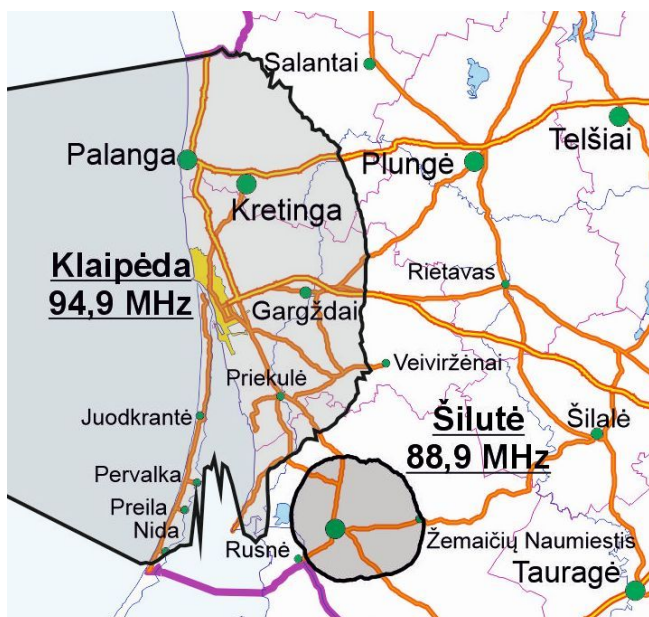 Salantai
Telšiai
Palanga
Plungė
Kretinga
Klaipėda
94,9 MHz
Rietavas
Gargždai
Veiviržėnai
Priekulė
Juodkrantė
Šilutė
88,9 MHz
Šilalė
Pervalka
Preila
Nida
Rusnė
Žemaičių Naumiestis
Tauragė